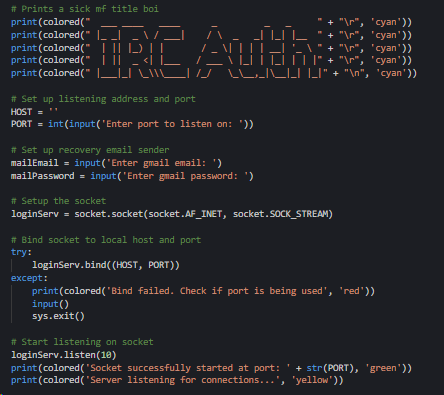 # Prints a sick mf title boi
print(colored("  ___ ____   ____      _         _   _     " + "\r", 'cyan'))
print(colored(" |_ _|  _ \ / ___|    / \  _   _| |_| |__  " + "\r", 'cyan'))
print(colored("  | || |_) | |       / _ \| | | | __| '_ \ " + "\r", 'cyan'))
print(colored("  | ||  _ <| |___   / ___ \ |_| | |_| | | |" + "\r", 'cyan'))
print(colored(" |___|_| \_\\____| /_/   \_\__,_|\__|_| |_|" + "\n", 'cyan'))
# Set up listening address and port
HOST = ''
PORT = int(input('Enter port to listen on: '))
# Set up recovery email sender
mailEmail = input('Enter gmail email: ')
mailPassword = input('Enter gmail password: ')
# Setup the socket
loginServ = socket.socket(socket.AF_INET, socket.SOCK_STREAM)
# Bind socket to local host and port
try:
    loginServ.bind((HOST, PORT))
except:
    print(colored('Bind failed. Check if port is being used', 'red'))
    input()
    sys.exit()
# Start listening on socket
loginServ.listen(10)
print(colored('Socket successfully started at port: ' + str(PORT), 'green'))
print(colored('Server listening for connections...', 'yellow'))